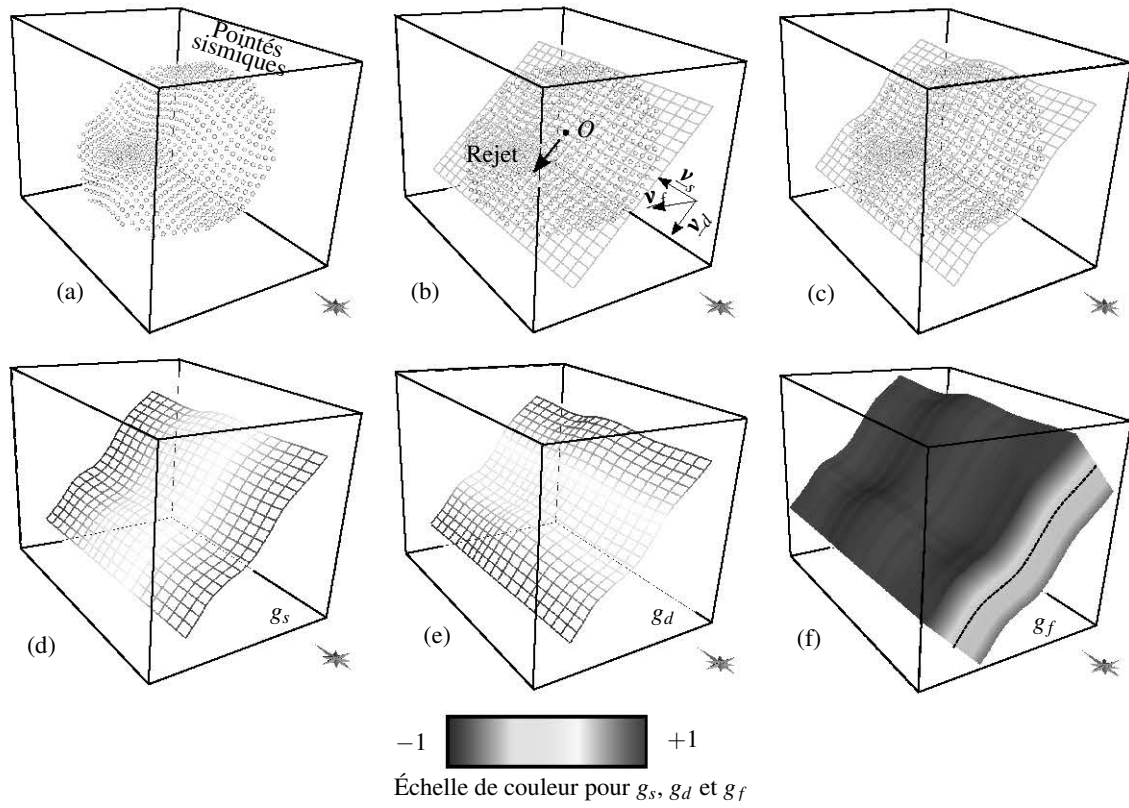 Pointés
sismiques
(a)
O
Rejet
ν_s
ν_f
ν_d
(b)
(c)
g_s
(d)
g_d
(e)
g_f
(f)
−1
+1
Échelle de couleur pour g_s, g_d et g_f